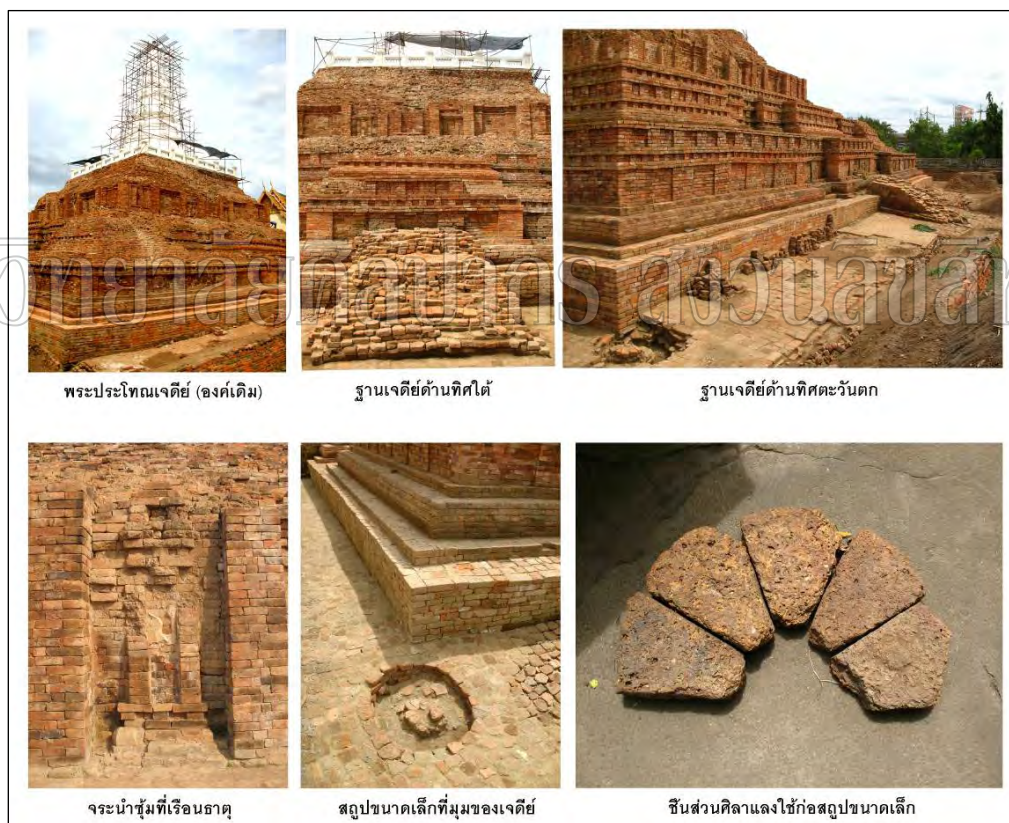 พระประโทณเจดีย์ (องค์เดิม)
ฐานเจดีย์ด้านทิศใต้
ฐานเจดีย์ด้านทิศตะวันตก
จระนำซุ้มที่เรือนธาตุ
สถูปขนาดเล็กที่มุมของเจดีย์
ชิ้นส่วนศิลาแลงใช้ก่อสถูปขนาดเล็ก